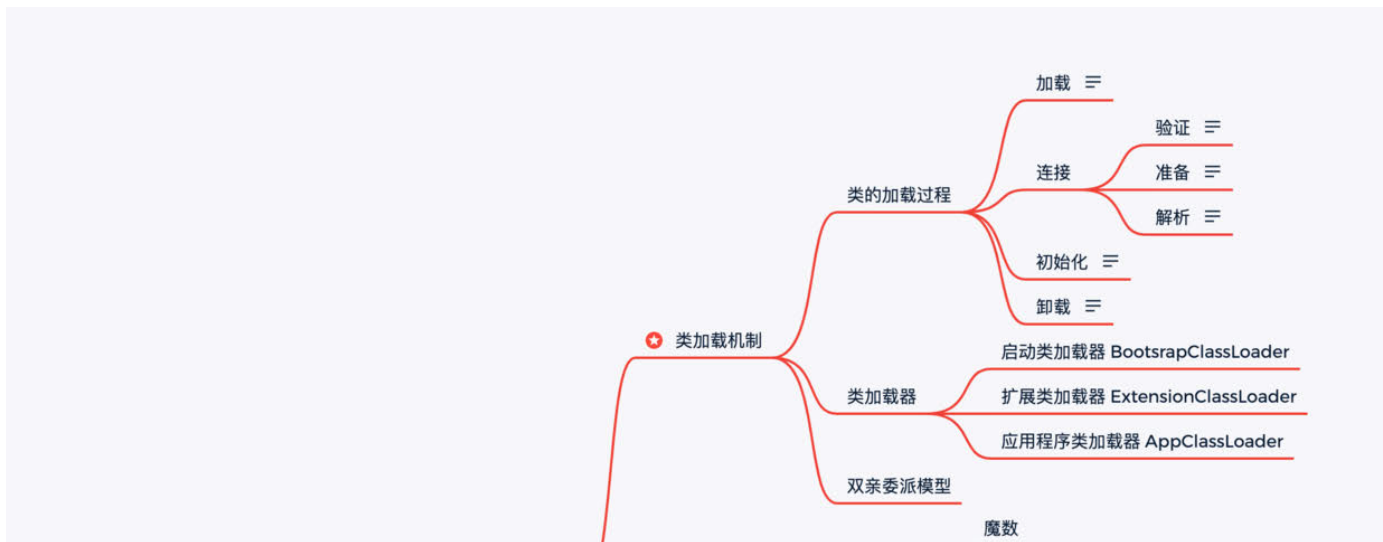 加载
验证
连接
准备
类的加载过程
解析
初始化
卸载
类加载机制
启动类加载器 BootsrapClassLoader
类加载器
扩展类加载器 ExtensionClassLoader
应用程序类加载器 AppClassLoader
双亲委派模型
魔数